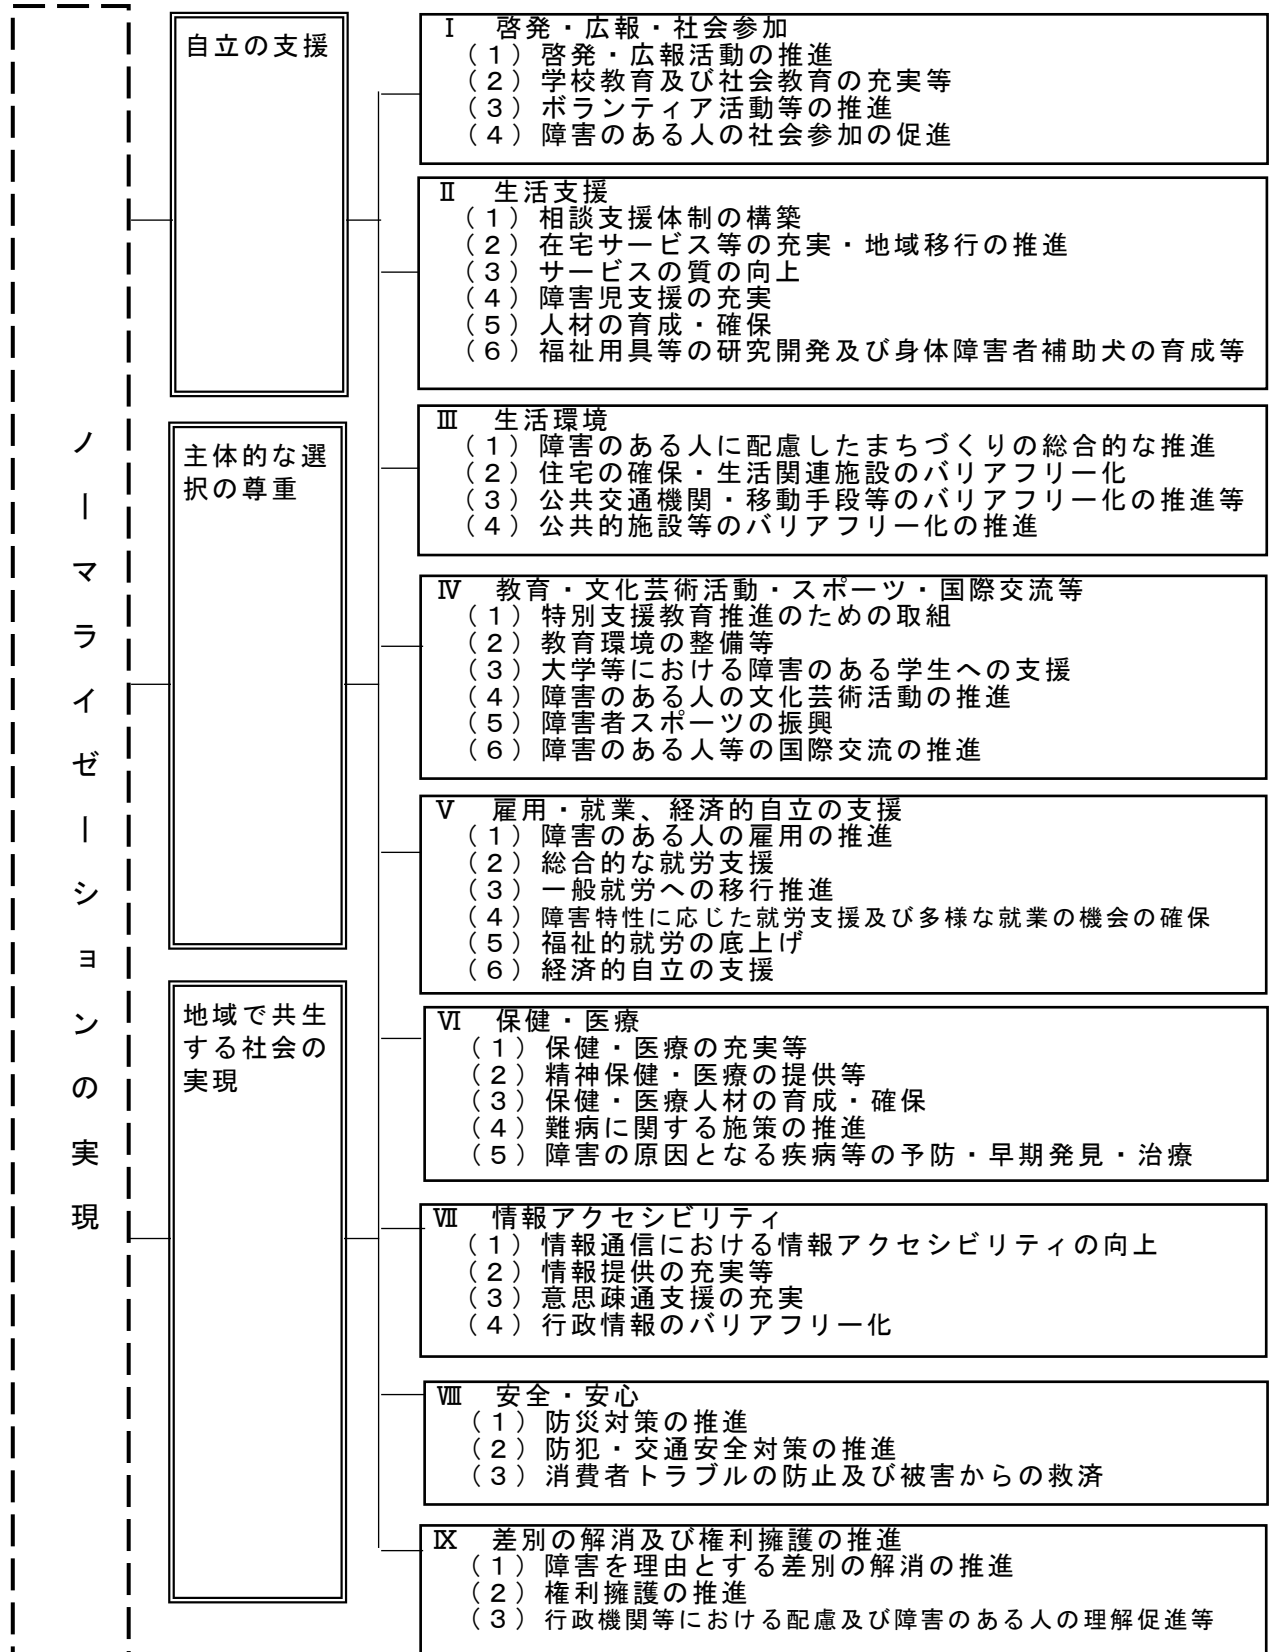 ノーマライゼーションの実現
自立の支援
主体的な選
択の尊重
地域で共生
する社会の
実現
Ⅰ　啓発・広報・社会参加
（１）啓発・広報活動の推進
（２）学校教育及び社会教育の充実等
（３）ボランティア活動等の推進
（４）障害のある人の社会参加の促進
Ⅱ　生活支援
（１）相談支援体制の構築
（２）在宅サービス等の充実・地域移行の推進
（３）サービスの質の向上
（４）障害児支援の充実
（５）人材の育成・確保
（６）福祉用具等の研究開発及び身体障害者補助犬の育成等
Ⅲ　生活環境
（１）障害のある人に配慮したまちづくりの総合的な推進
（２）住宅の確保・生活関連施設のバリアフリー化
（３）公共交通機関・移動手段等のバリアフリー化の推進等
（４）公共的施設等のバリアフリー化の推進
Ⅳ　教育・文化芸術活動・スポーツ・国際交流等
（１）特別支援教育推進のための取組
（２）教育環境の整備等
（３）大学等における障害のある学生への支援
（４）障害のある人の文化芸術活動の推進
（５）障害者スポーツの振興
（６）障害のある人等の国際交流の推進
Ⅴ　雇用・就業、経済的自立の支援
（１）障害のある人の雇用の推進
（２）総合的な就労支援
（３）一般就労への移行推進
（４）障害特性に応じた就労支援及び多様な就業の機会の確保
（５）福祉的就労の底上げ
（６）経済的自立の支援
Ⅵ　保健・医療
（１）保健・医療の充実等
（２）精神保健・医療の提供等
（３）保健・医療人材の育成・確保
（４）難病に関する施策の推進
（５）障害の原因となる疾病等の予防・早期発見・治療
Ⅶ　情報アクセシビリティ
（１）情報通信における情報アクセシビリティの向上
（２）情報提供の充実等
（３）意思疎通支援の充実
（４）行政情報のバリアフリー化
Ⅷ　安全・安心
（１）防災対策の推進
（２）防犯・交通安全対策の推進
（３）消費者トラブルの防止及び被害からの救済
Ⅸ　差別の解消及び権利擁護の推進
（１）障害を理由とする差別の解消の推進
（２）権利擁護の推進
（３）行政機関等における配慮及び障害のある人の理解促進等